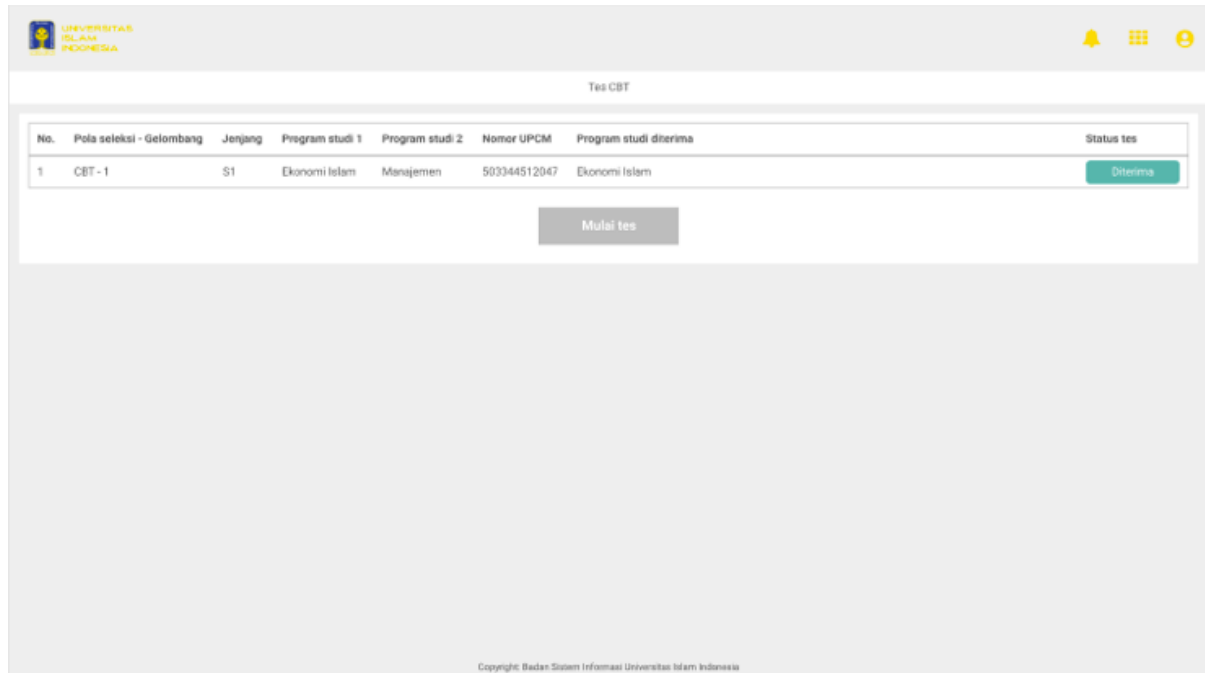 UNIVERSITAS
ISLAM
INDONESIA
Tes CBT
No. Pola seleksi - Gelombang Jenjang Program studi 1 Program studi 2 Nomor UPCM Program studi diterima Status tes
1 CBT - 1 S1 Ekonomi Islam Manajemen 503344512047 Ekonomi Islam Diterima
Mulai tes
Copyright: Badan Sistem Informasi Universitas Islam Indonesia